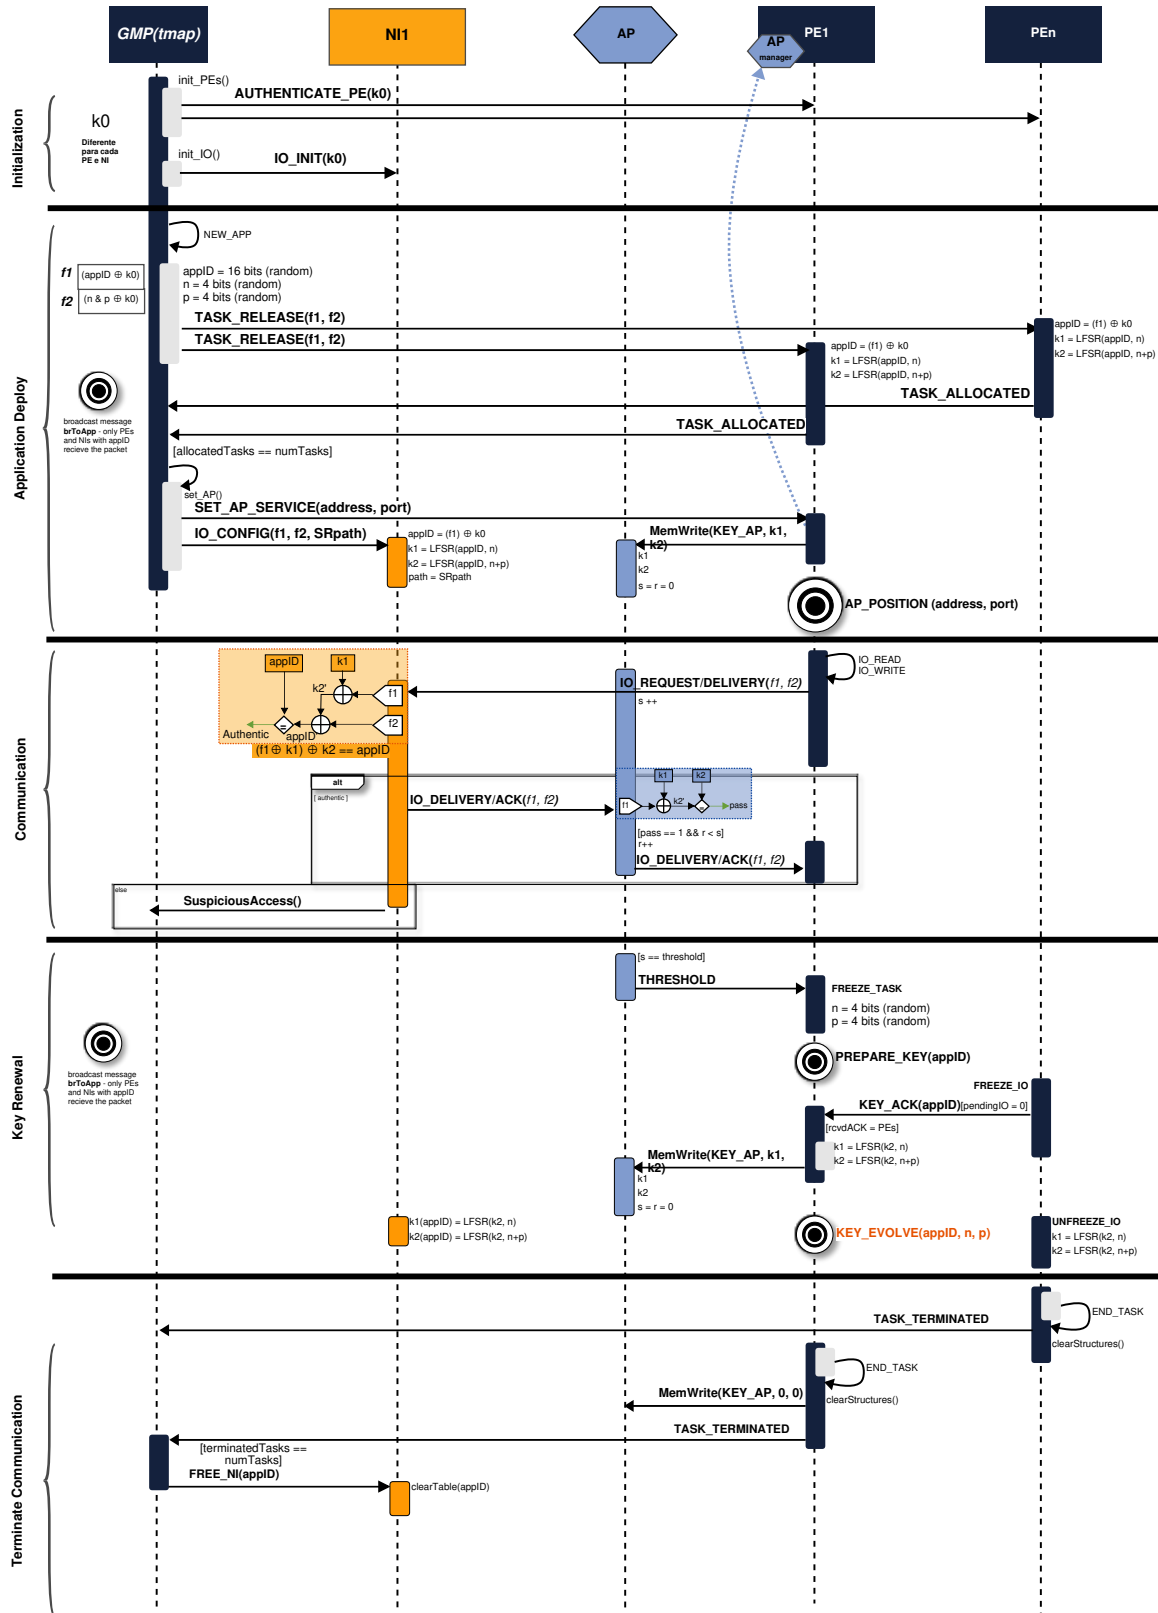 GMP(tmap)
NI1
AP
AP
manager
PE1
PEn
Initialization
k0
Diferente
para cada
PE e NI
init_PEs()
AUTHENTICATE_PE(k0)
init_IO()
IO_INIT(k0)
Application Deploy
NEW_APP
f1 (appID ⊕ k0)
f2 (n & p ⊕ k0)
appID = 16 bits (random)
n = 4 bits (random)
p = 4 bits (random)
TASK_RELEASE(f1, f2)
appID = (f1) ⊕ k0
k1 = LFSR(appID, n)
k2 = LFSR(appID, n+p)
TASK_RELEASE(f1, f2)
appID = (f1) ⊕ k0
k1 = LFSR(appID, n)
k2 = LFSR(appID, n+p)
TASK_ALLOCATED
TASK_ALLOCATED
broadcast message
brToApp - only PEs
and NIs with appID
recieve the packet
[allocatedTasks == numTasks]
set_AP()
SET_AP_SERVICE(address, port)
IO_CONFIG(f1, f2, SRpath)
appID = (f1) ⊕ k0
k1 = LFSR(appID, n)
k2 = LFSR(appID, n+p)
path = SRpath
MemWrite(KEY_AP, k1,
k2)
k1
k2
s = r = 0
AP_POSITION (address, port)
Communication
IO_READ
IO_WRITE
IO_REQUEST/DELIVERY(f1, f2)
s ++
appID
k1
k2'
f1
f2
=
appID
Authentic
(f1⊕ k1) ⊕ k2 == appID
alt
[ authentic ]
IO_DELIVERY/ACK(f1, f2)
k1
k2
f1
k2'
=
pass
[pass == 1 && r < s]
r++
IO_DELIVERY/ACK(f1, f2)
else
SuspiciousAccess()
Key Renewal
[s == threshold]
THRESHOLD
FREEZE_TASK
n = 4 bits (random)
p = 4 bits (random)
broadcast message
brToApp - only PEs
and NIs with appID
recieve the packet
PREPARE_KEY(appID)
FREEZE_IO
KEY_ACK(appID)[pendingIO = 0]
[rcvdACK = PEs]
k1 = LFSR(k2, n)
k2 = LFSR(k2, n+p)
MemWrite(KEY_AP, k1,
k2)
k1
k2
s = r = 0
k1(appID) = LFSR(k2, n)
k2(appID) = LFSR(k2, n+p)
KEY_EVOLVE(appID, n, p)
UNFREEZE_IO
k1 = LFSR(k2, n)
k2 = LFSR(k2, n+p)
Terminate Communication
END_TASK
TASK_TERMINATED
clearStructures()
END_TASK
MemWrite(KEY_AP, 0, 0)
clearStructures()
TASK_TERMINATED
[terminatedTasks ==
numTasks]
FREE_NI(appID)
clearTable(appID)